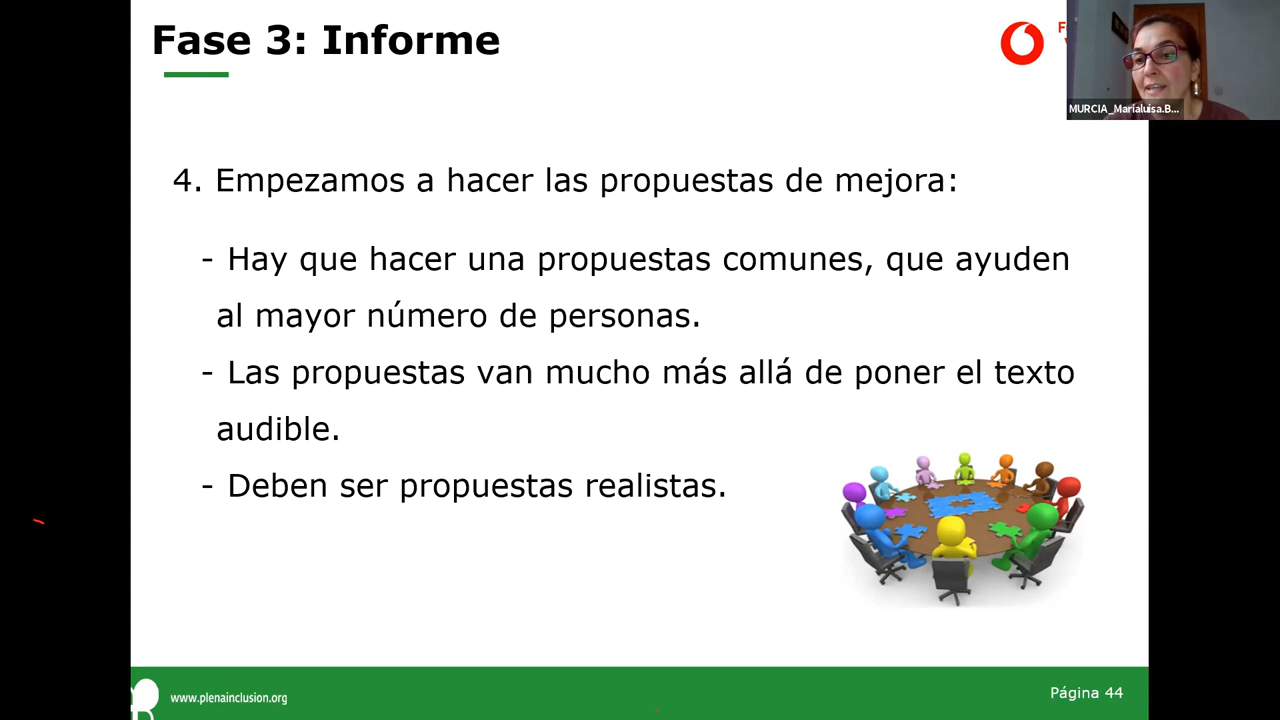 Fase 3: Informe
MURCIA_Marialuisa.B...
4. Empezamos a hacer las propuestas de mejora:
- Hay que hacer una propuestas comunes, que ayuden
al mayor número de personas.
- Las propuestas van mucho más allá de poner el texto
audible.
- Deben ser propuestas realistas.
www.plenainclusion.org
Página 44